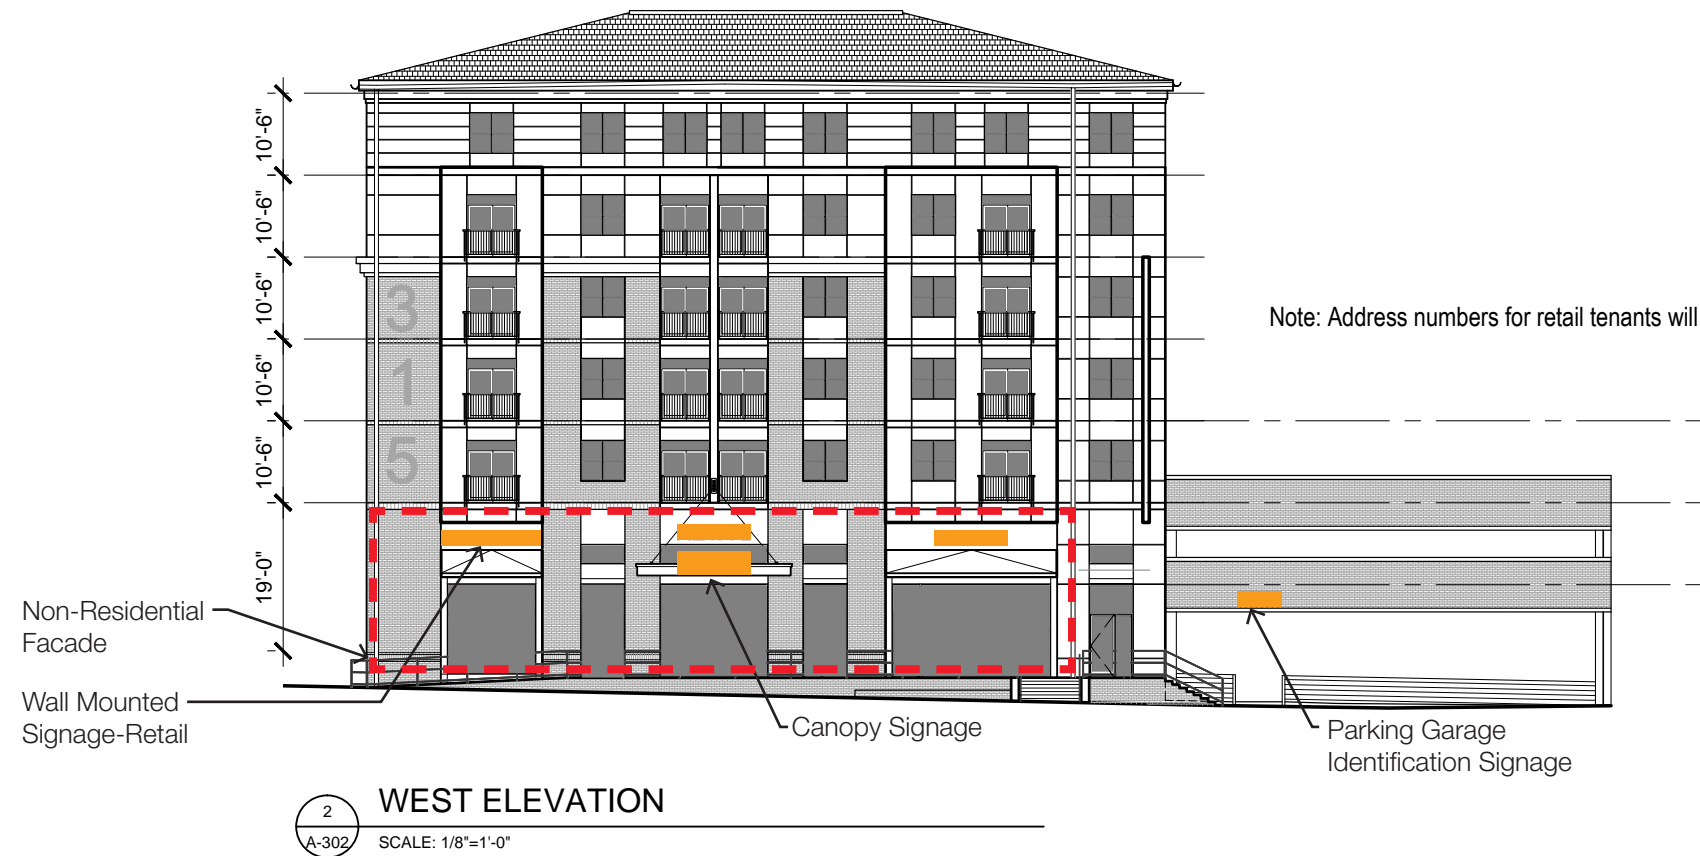 10'-6"
10'-6"
10'-6"
10'-6"
10'-6"
19'-0"
3
1
5
Note: Address numbers for retail tenants will
Non-Residential
Facade
Wall Mounted
Signage-Retail
Canopy Signage
Parking Garage
Identification Signage
2
A-302
WEST ELEVATION
SCALE: 1/8"=1'-0"